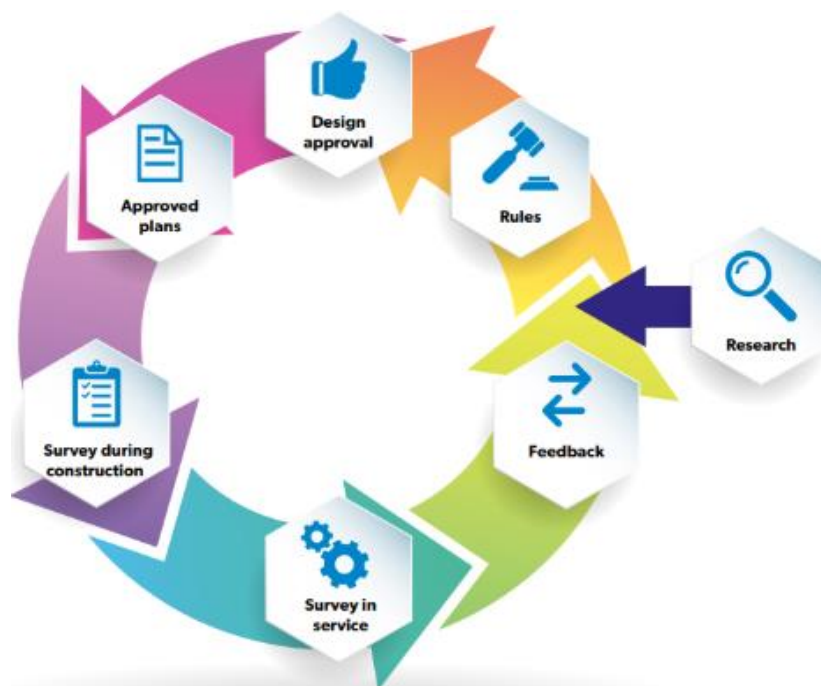 Design
approval
Approved
plans
Rules
Research
Survey during
construction
Feedback
Survey in
service